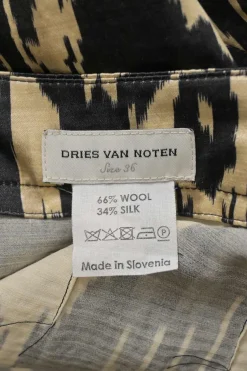 DRIES VAN NOTEN
Size 36
66% WOOL
34% SILK
P
Made in Slovenia